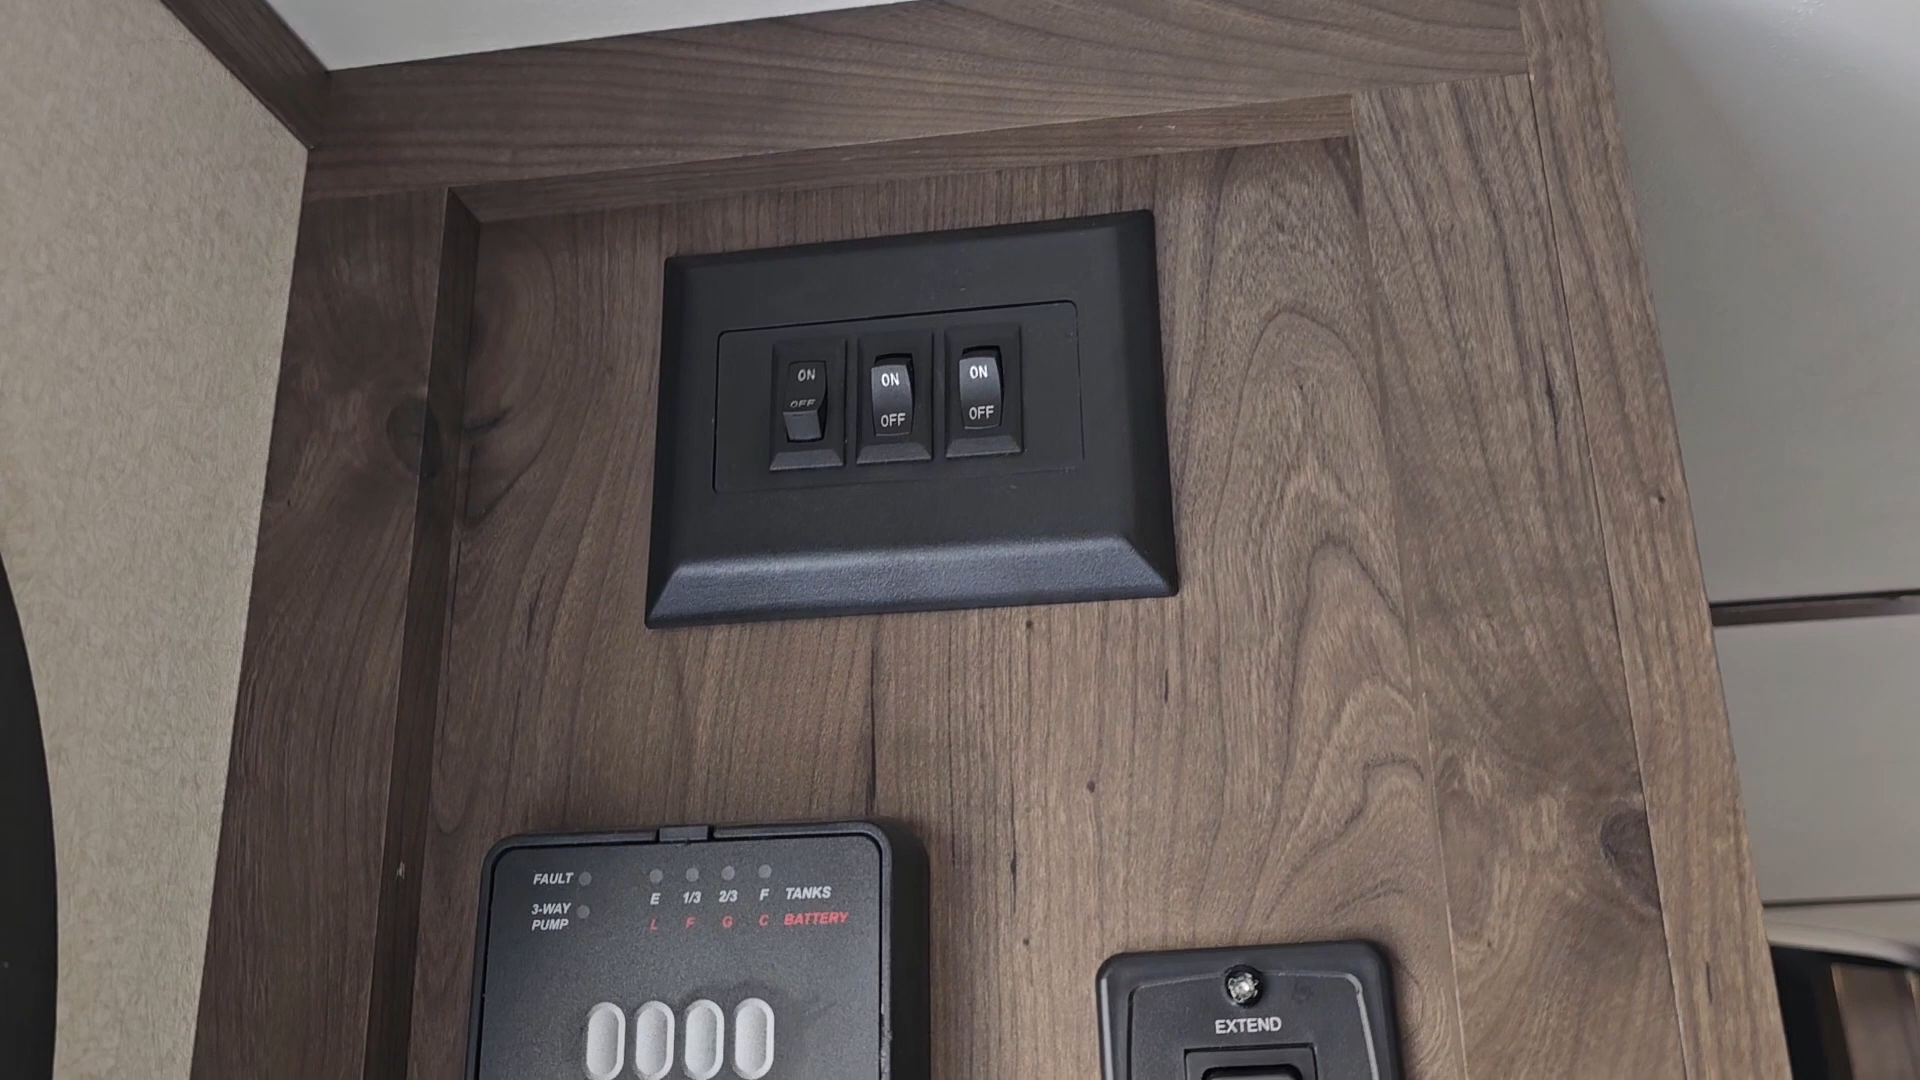 ON
OFF
ON
OFF
ON
OFF
FAULT
3-WAY
PUMP
E 1/3 2/3 F TANKS
L F G C BATTERY
EXTEND